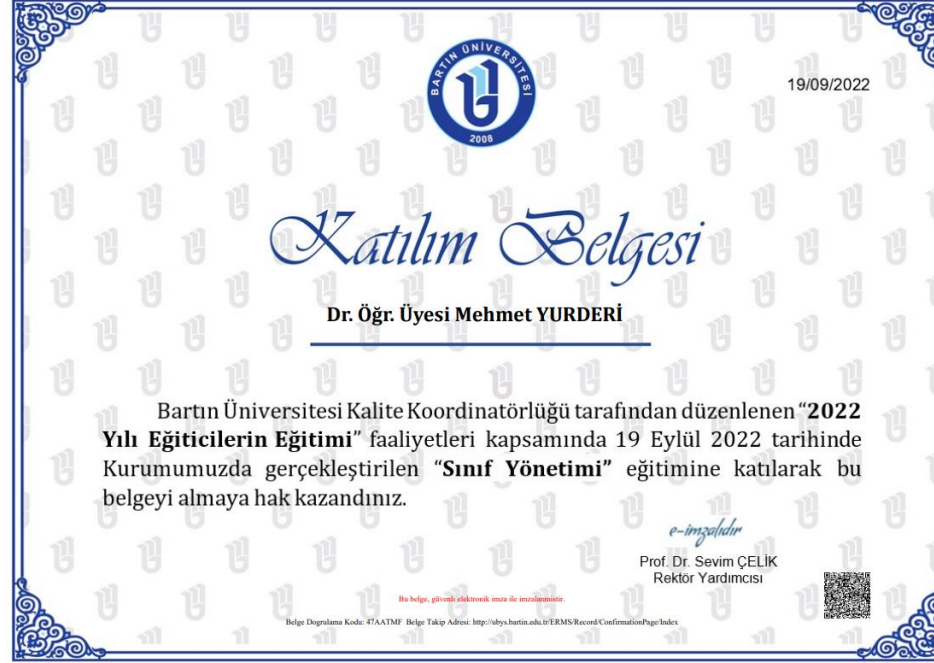 BARTIN ÜNİVERSİTESİ
2008
19/09/2022
Katılım Belgesi
Dr. Öğr. Üyesi Mehmet YURDERİ
Bartın Üniversitesi Kalite Koordinatörlüğü tarafından düzenlenen “2022
Yılı Eğiticilerin Eğitimi” faaliyetleri kapsamında 19 Eylül 2022 tarihinde
Kurumumuzda gerçekleştirilen “Sınıf Yönetimi” eğitimine katılarak bu
belgeyi almaya hak kazandınız.
e-imzalıdır
Prof. Dr. Sevim ÇELİK
Rektör Yardımcısı
Bu belge, güvenli elektronik imza ile imzalanmistir.
Belge Dogrulama Kodu: 47AATMF Belge Takip Adresi: http://ubys.bartin.edu.tr/ERMS/Record/ConfirmationPage/Index